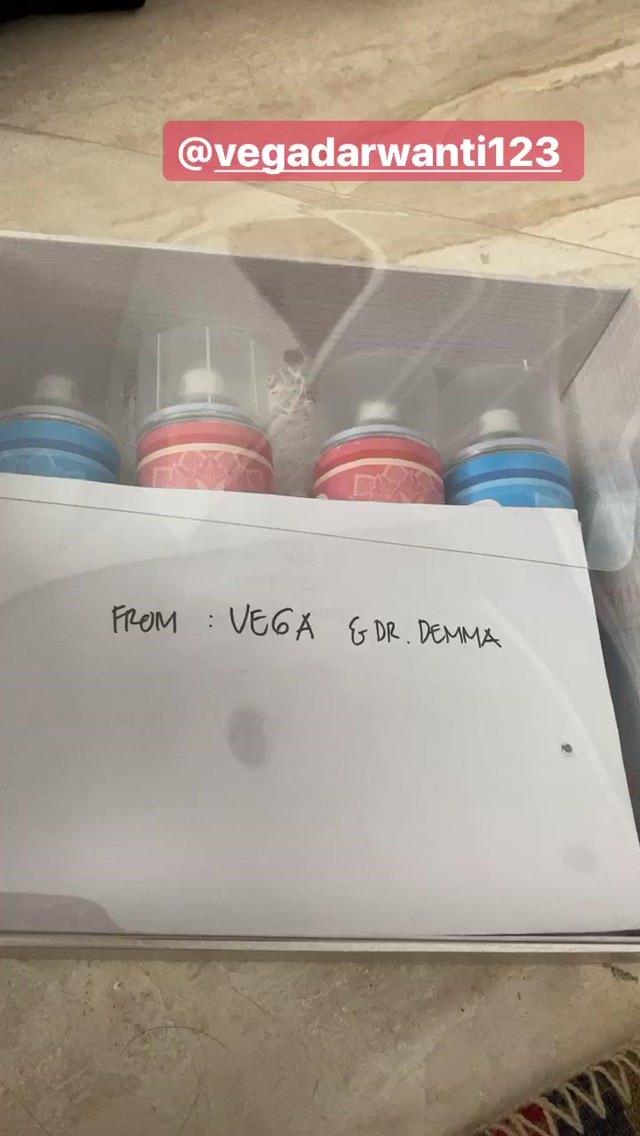 @vegadarwanti123
FROM : VEGA & DR. DEMMA